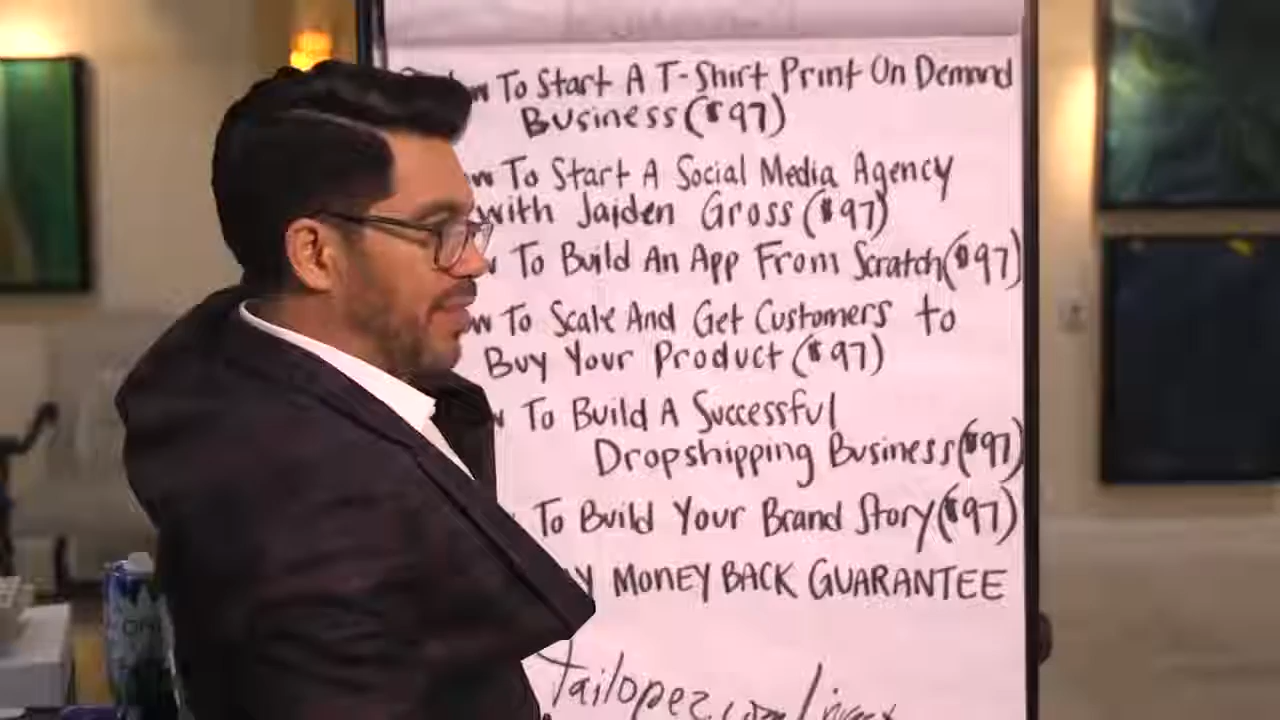 w To Start A T-Shirt Print On Demand
Business ($97)
w To Start A Social Media Agency
with Jaiden Gross ($97)
To Build An App From Scratch ($97)
w To Scale And Get Customers to
Buy Your Product ($97)
w To Build A Successful
Dropshipping Business ($97)
To Build Your Brand Story ($97)
Y MONEY BACK GUARANTEE
tailopez.com/